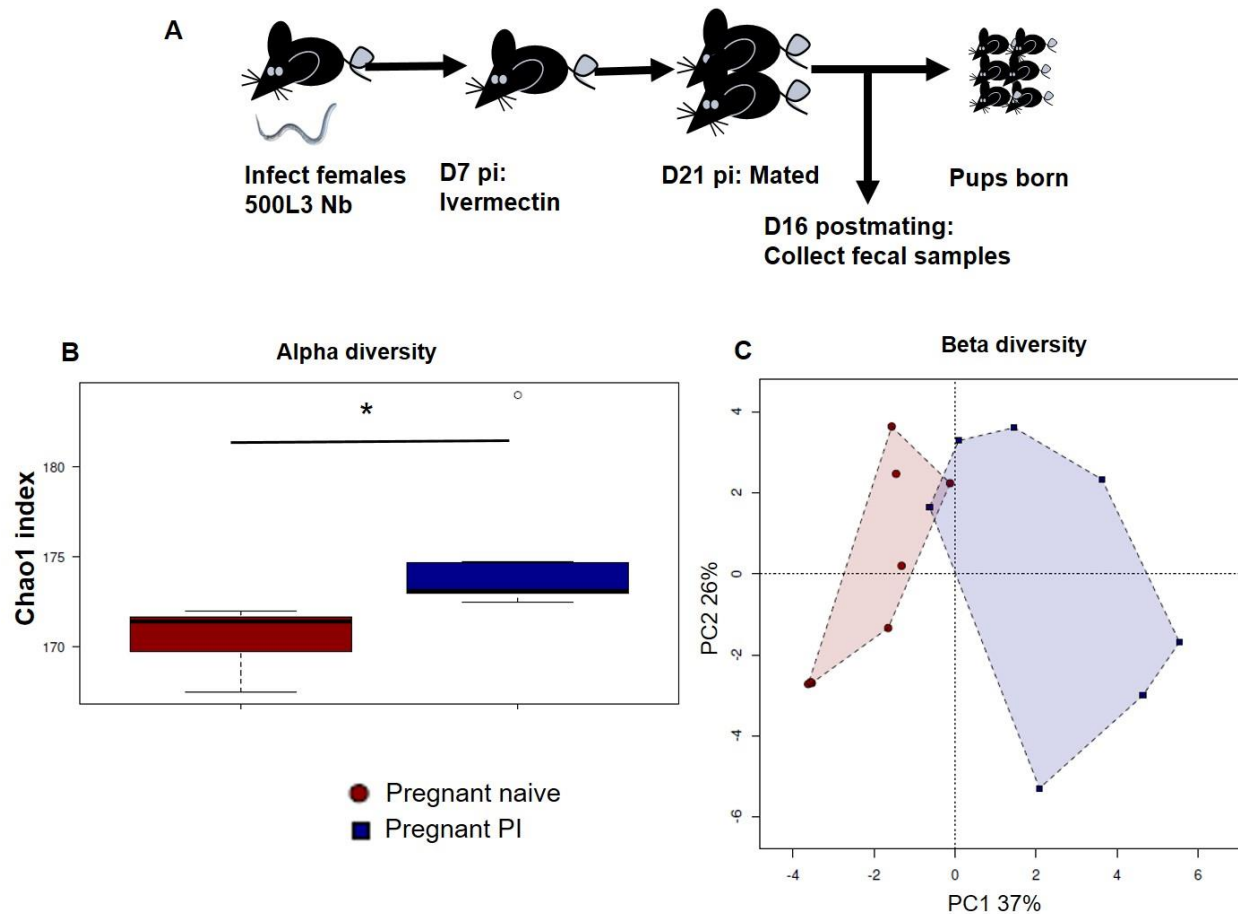 A
Infect females
500L3 Nb
D7 pi:
Ivermectin
D21 pi: Mated
Pups born
D16 postmating:
Collect fecal samples
B
Alpha diversity
*
Chao1 index
180
175
170
Pregnant naive
Pregnant PI
C
Beta diversity
PC2 26%
4
2
0
-2
-4
-6
-4
-2
0
2
4
6
PC1 37%